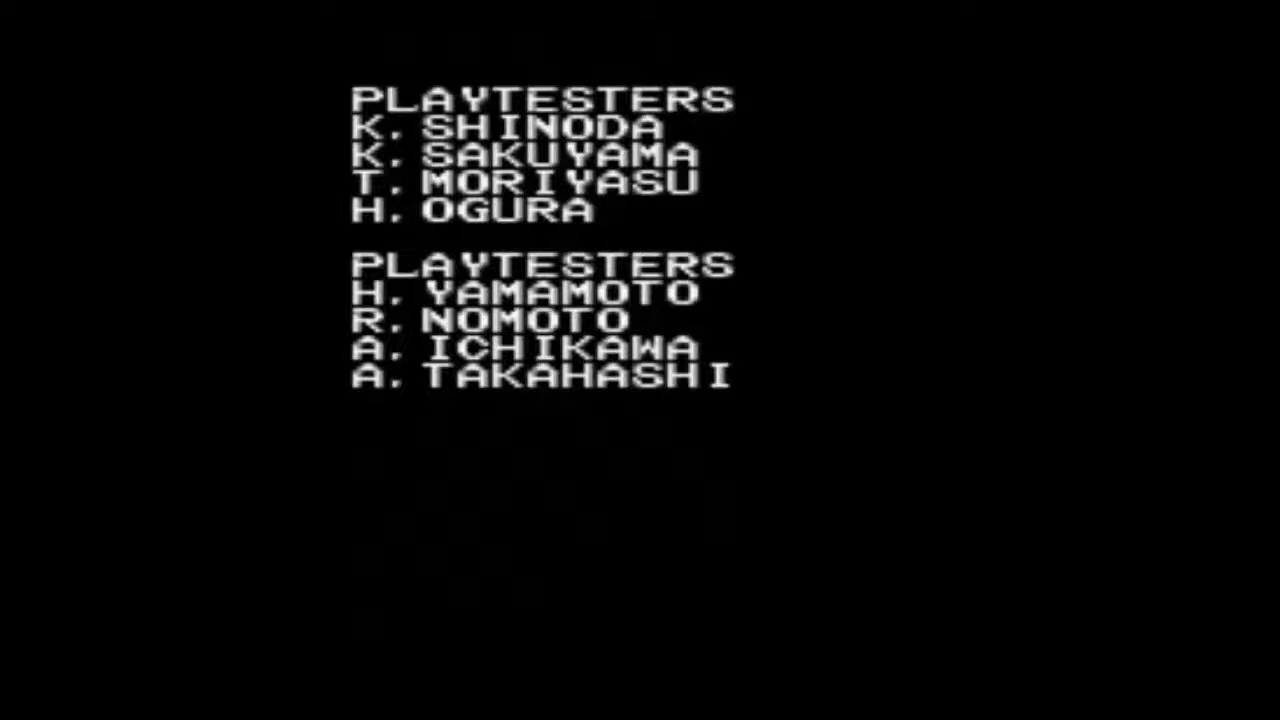 PLAYTESTERS
K. SHINODA
K. SAKUYAMA
T. MORIYASU
H. OGURA
PLAYTESTERS
H. YAMAMOTO
R. NOMOTO
A. ICHIKAWA
A. TAKAHASHI